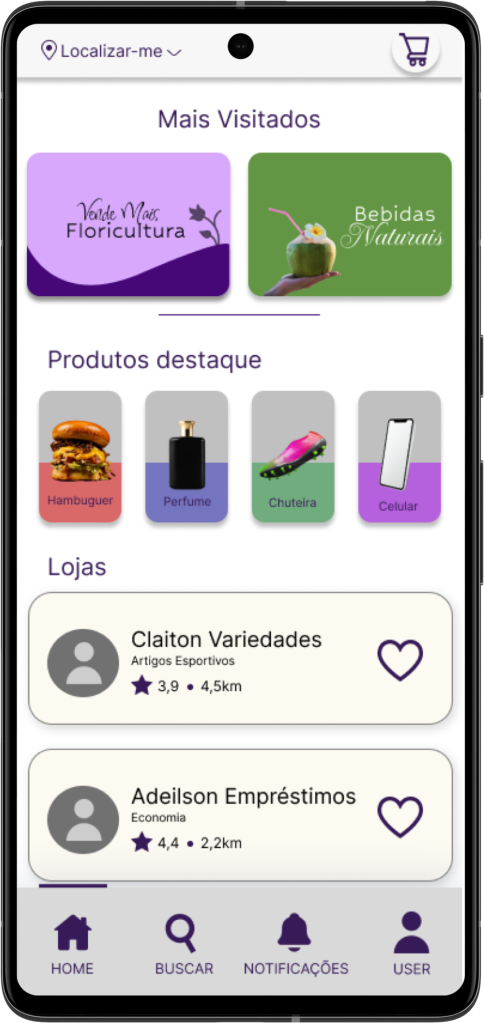 Localizar-me
Mais Visitados
Vende Mais,
Floricultura
Bebidas
Naturais
Produtos destaque
Hambuguer
Perfume
Chuteira
Celular
Lojas
Claiton Variedades
Artigos Esportivos
3,9 • 4,5km
Adeilson Empréstimos
Economia
4,4 • 2,2km
HOME
BUSCAR
NOTIFICAÇÕES
USER